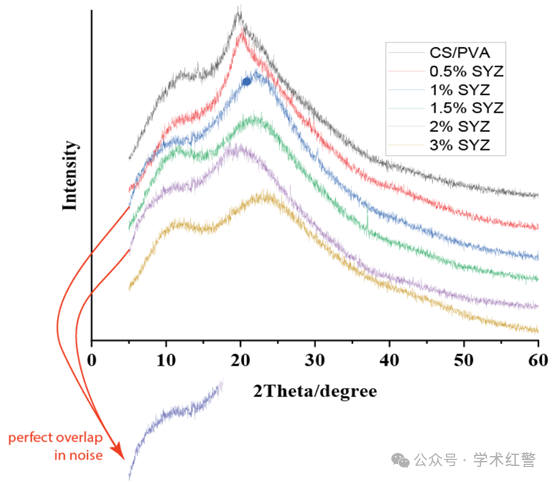 CS/PVA
0.5% SYZ
1% SYZ
1.5% SYZ
2% SYZ
3% SYZ
Intensity
0 10 20 30 40 50 60
2Theta/degree
perfect overlap
in noise
公众号 · 学术红警